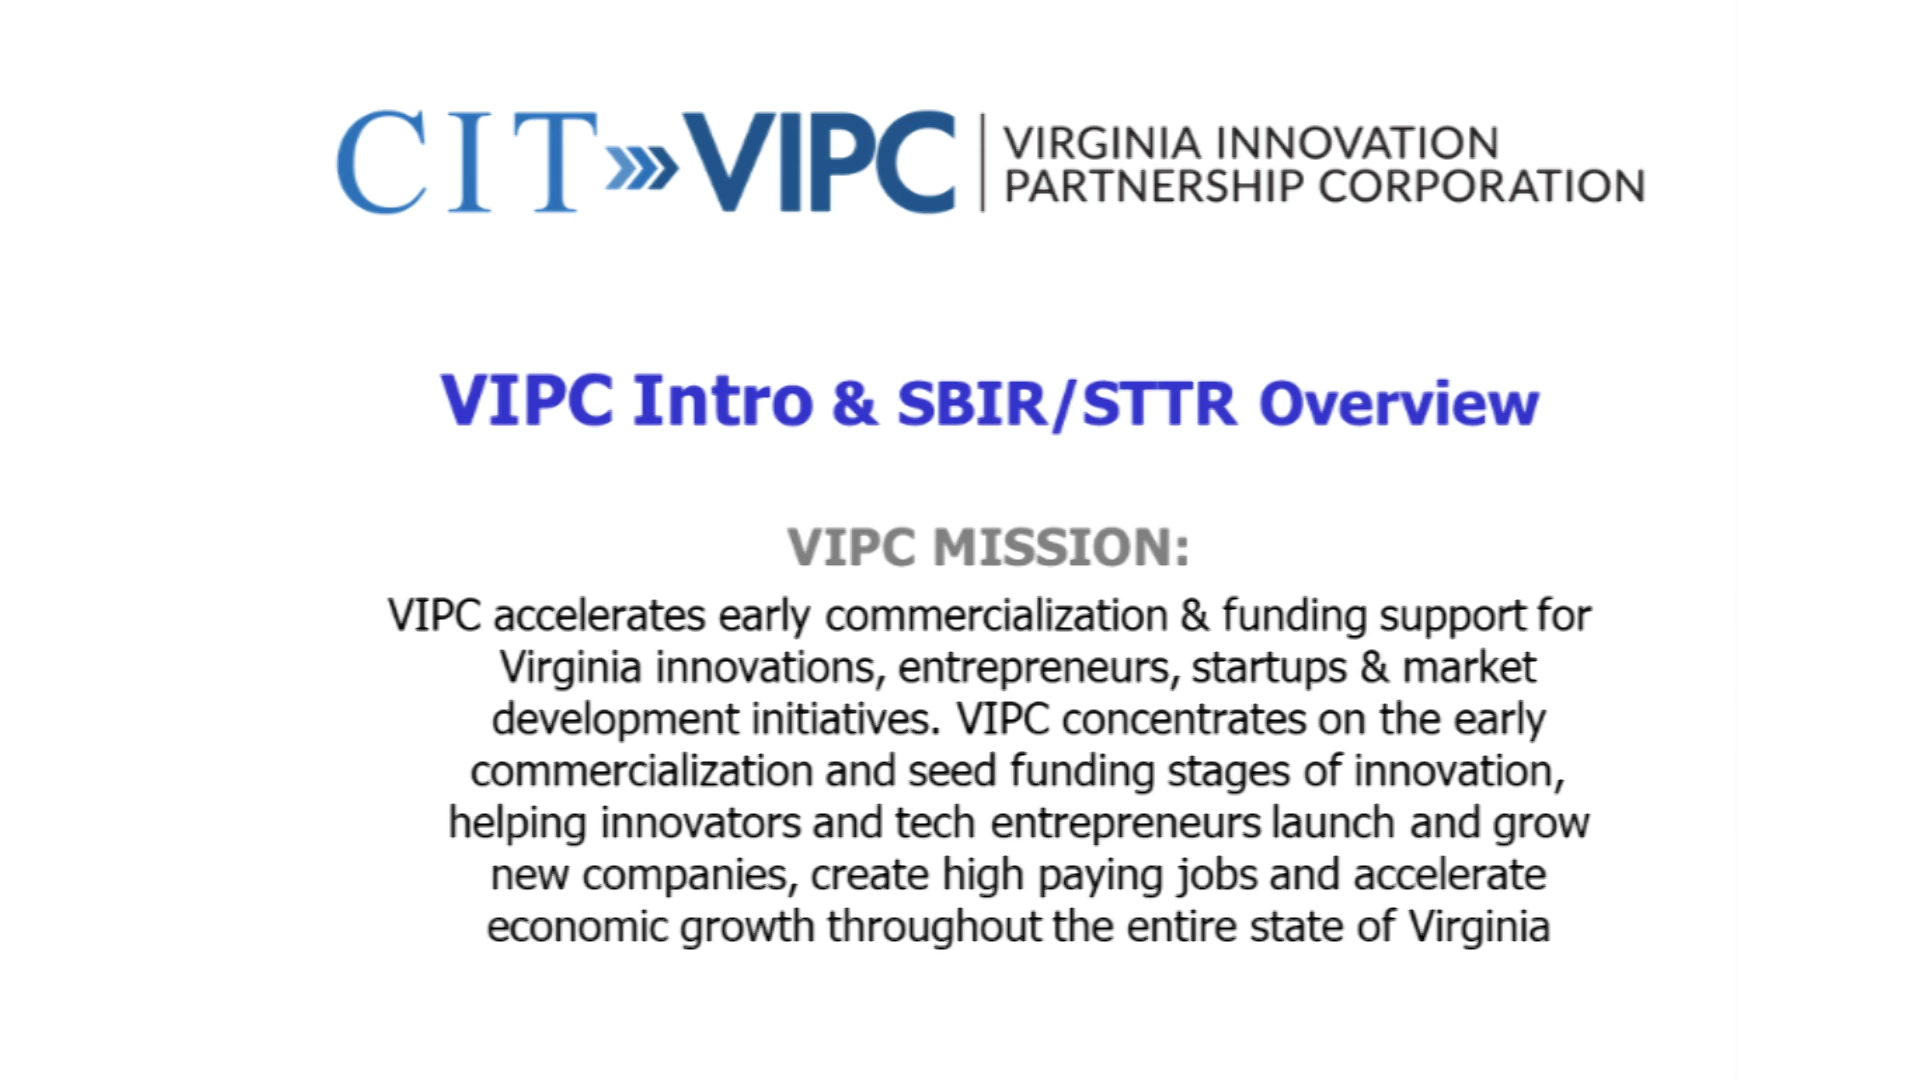 CIT VIPC
VIRGINIA INNOVATION
PARTNERSHIP CORPORATION
VIPC Intro & SBIR/STTR Overview
VIPC MISSION:
VIPC accelerates early commercialization & funding support for
Virginia innovations, entrepreneurs, startups & market
development initiatives. VIPC concentrates on the early
commercialization and seed funding stages of innovation,
helping innovators and tech entrepreneurs launch and grow
new companies, create high paying jobs and accelerate
economic growth throughout the entire state of Virginia